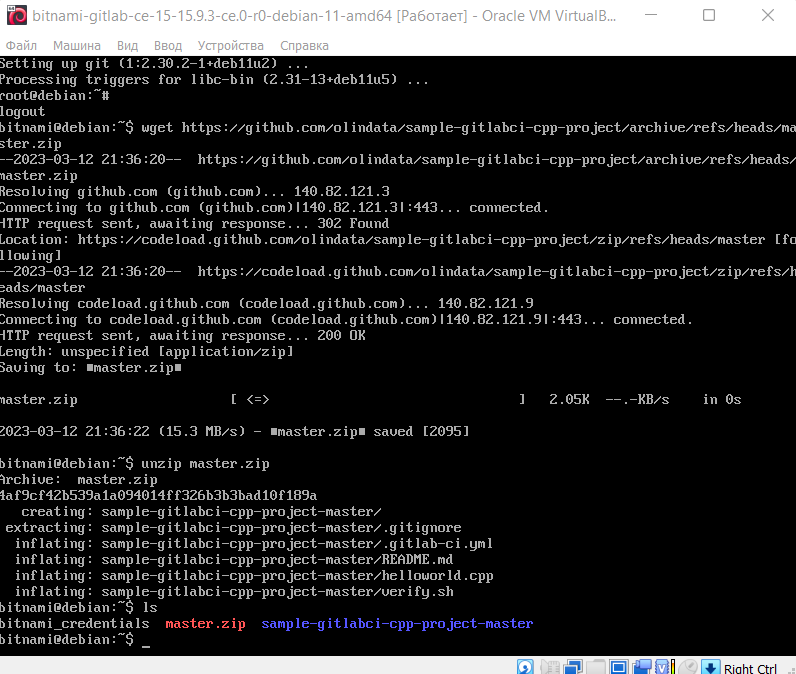 bitnami-gitlab-ce-15-15.9.3-ce.0-r0-debian-11-amd64 [Работает] - Oracle VM VirtualB...
Файл Машина Вид Ввод Устройства Справка
Setting up git (1:2.30.2-1+deb11u2) ...
Processing triggers for libc-bin (2.31-13+deb11u5) ...
root@debian:~#
logout
bitnami@debian:~$ wget https://github.com/olindata/sample-gitlabci-cpp-project/archive/refs/heads/ma
ster.zip
--2023-03-12 21:36:20-- https://github.com/olindata/sample-gitlabci-cpp-project/archive/refs/heads/
master.zip
Resolving github.com (github.com)... 140.82.121.3
Connecting to github.com (github.com)|140.82.121.3|:443... connected.
HTTP request sent, awaiting response... 302 Found
Location: https://codeload.github.com/olindata/sample-gitlabci-cpp-project/zip/refs/heads/master [fo
llowing]
--2023-03-12 21:36:20-- https://codeload.github.com/olindata/sample-gitlabci-cpp-project/zip/refs/h
eads/master
Resolving codeload.github.com (codeload.github.com)... 140.82.121.9
Connecting to codeload.github.com (codeload.github.com)|140.82.121.9|:443... connected.
HTTP request sent, awaiting response... 200 OK
Length: unspecified [application/zip]
Saving to: ■master.zip■
master.zip [ <=> ] 2.05K --.-KB/s in 0s
2023-03-12 21:36:22 (15.3 MB/s) - ■master.zip■ saved [2095]
bitnami@debian:~$ unzip master.zip
Archive: master.zip
4af9cf42b539a1a094014ff326b3b3bad10f189a
creating: sample-gitlabci-cpp-project-master/
extracting: sample-gitlabci-cpp-project-master/.gitignore
inflating: sample-gitlabci-cpp-project-master/.gitlab-ci.yml
inflating: sample-gitlabci-cpp-project-master/README.md
inflating: sample-gitlabci-cpp-project-master/helloworld.cpp
inflating: sample-gitlabci-cpp-project-master/verify.sh
bitnami@debian:~$ ls
bitnami_credentials master.zip sample-gitlabci-cpp-project-master
bitnami@debian:~$ _
Right Ctrl